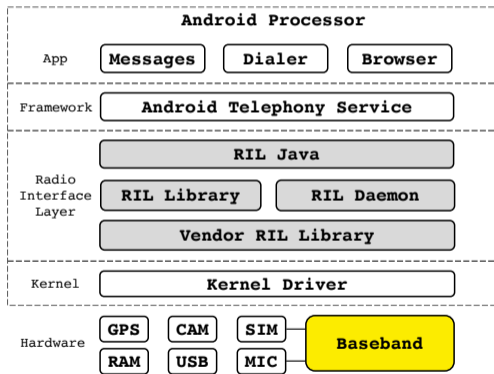 Android Processor
App
Messages
Dialer
Browser
Framework
Android Telephony Service
Radio
Interface
Layer
RIL Java
RIL Library
RIL Daemon
Vendor RIL Library
Kernel
Kernel Driver
Hardware
GPS
CAM
SIM
Baseband
RAM
USB
MIC